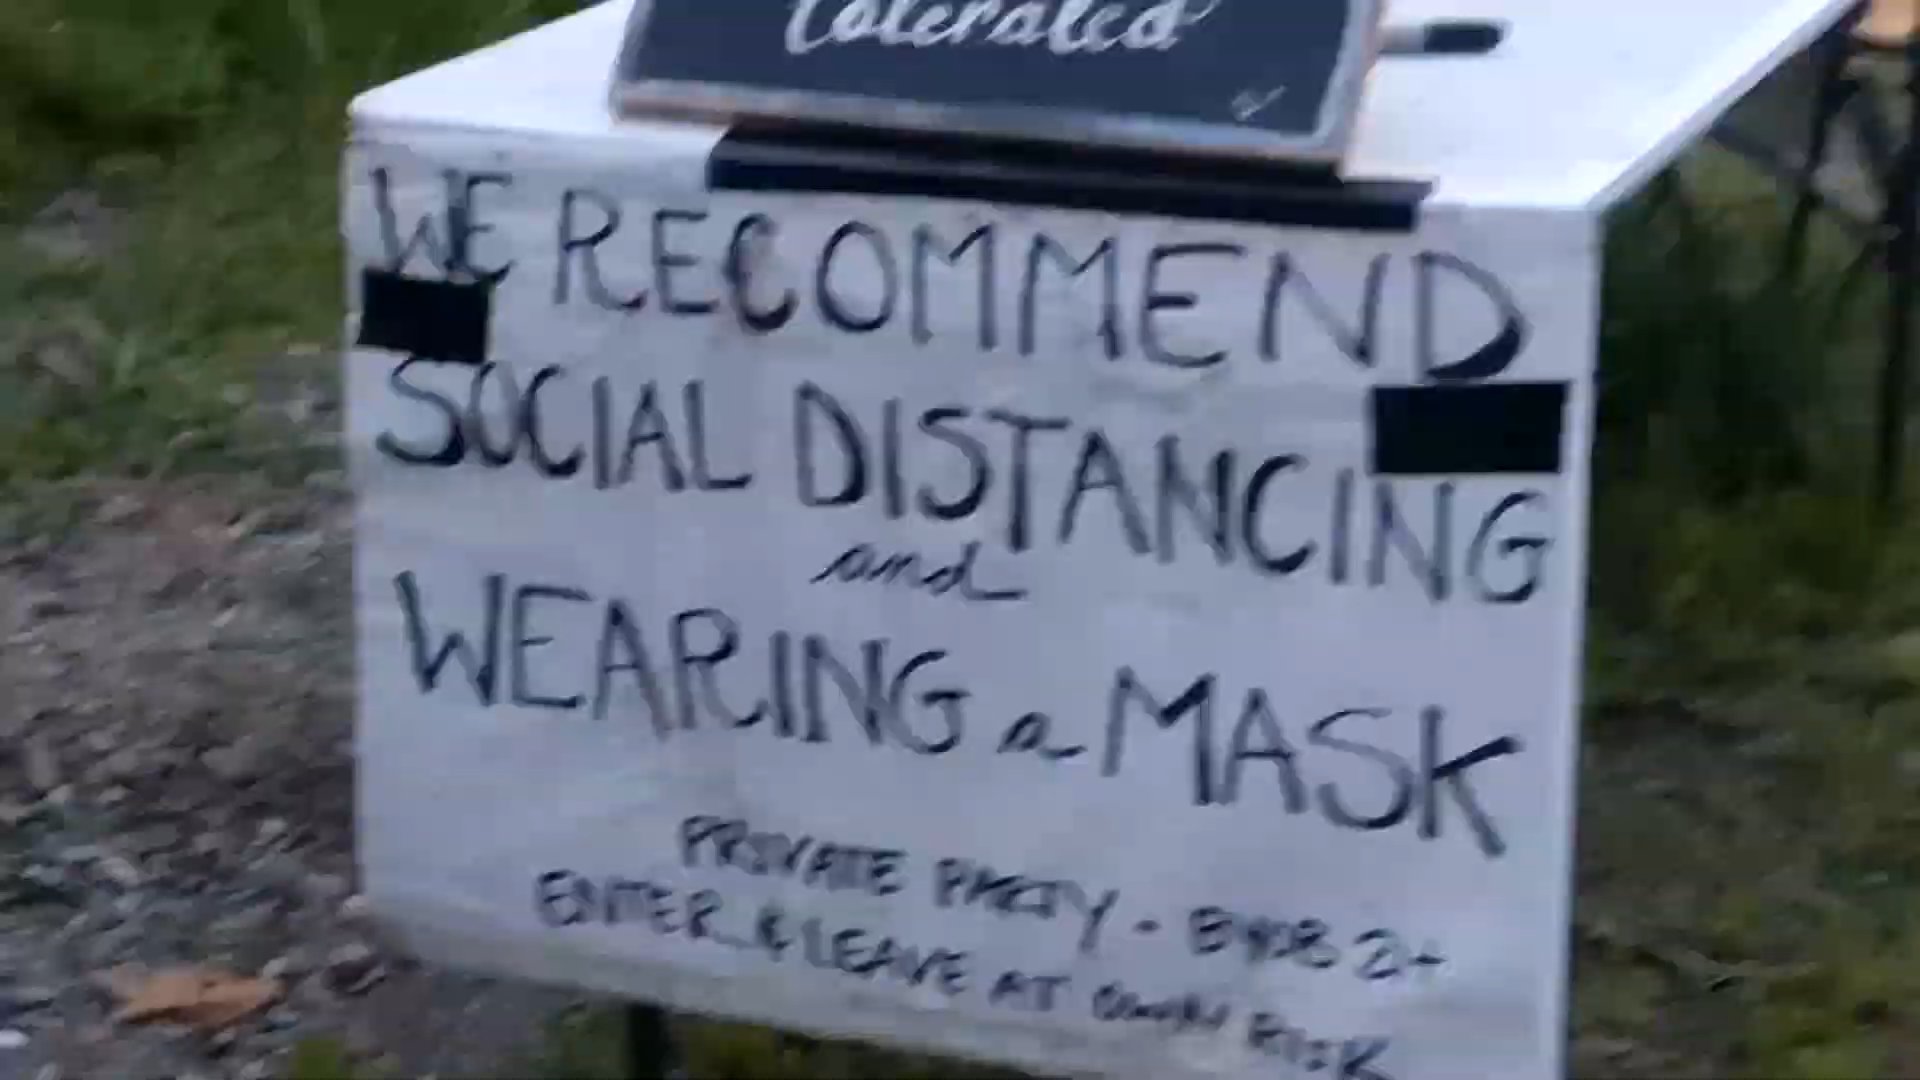 tolerated
WE RECOMMEND
SOCIAL DISTANCING
and
WEARING a MASK
PRIVATE PARTY - BYOB 21+
ENTER & LEAVE AT OWN RISK